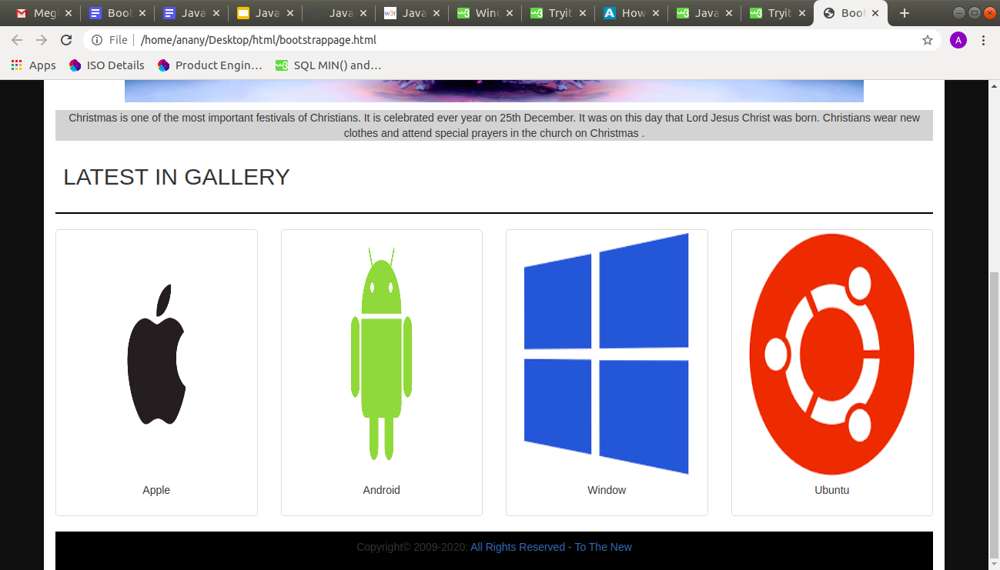 Meg
Boot
Java
Java
Java
w3r
Java
Wind
Tryit
How
Java
Tryit
Boo
File
/home/anany/Desktop/html/bootstrappage.html
A
Apps
ISO Details
Product Engin…
SQL MIN() and…
Christmas is one of the most important festivals of Christians. It is celebrated ever year on 25th December. It was on this day that Lord Jesus Christ was born. Christians wear new
clothes and attend special prayers in the church on Christmas .
LATEST IN GALLERY
Apple
Android
Window
Ubuntu
Copyright© 2009-2020: All Rights Reserved - To The New